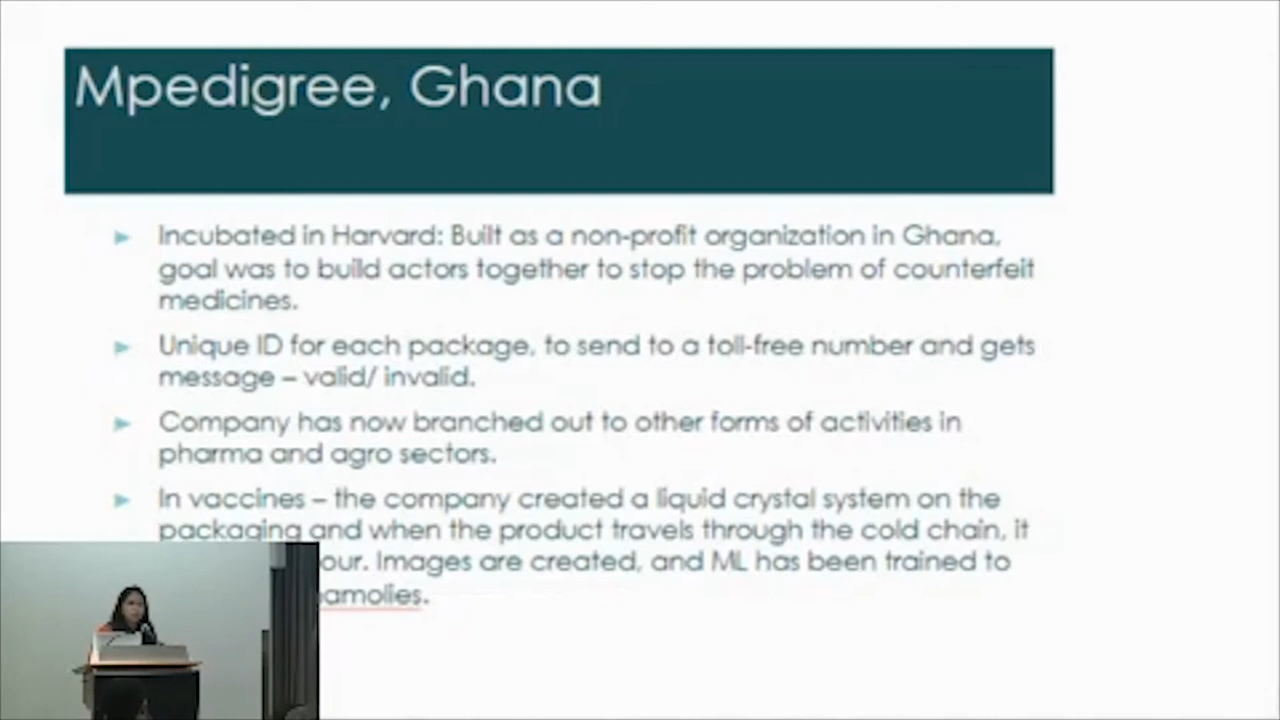 Mpedigree, Ghana
Incubated in Harvard: Built as a non-profit organization in Ghana,
goal was to build actors together to stop the problem of counterfeit
medicines.
Unique ID for each package, to send to a toll-free number and gets
message – valid/ invalid.
Company has now branched out to other forms of activities in
pharma and agro sectors.
In vaccines – the company created a liquid crystal system on the
packaging and when the product travels through the cold chain, it
our. Images are created, and ML has been trained to
amolies.